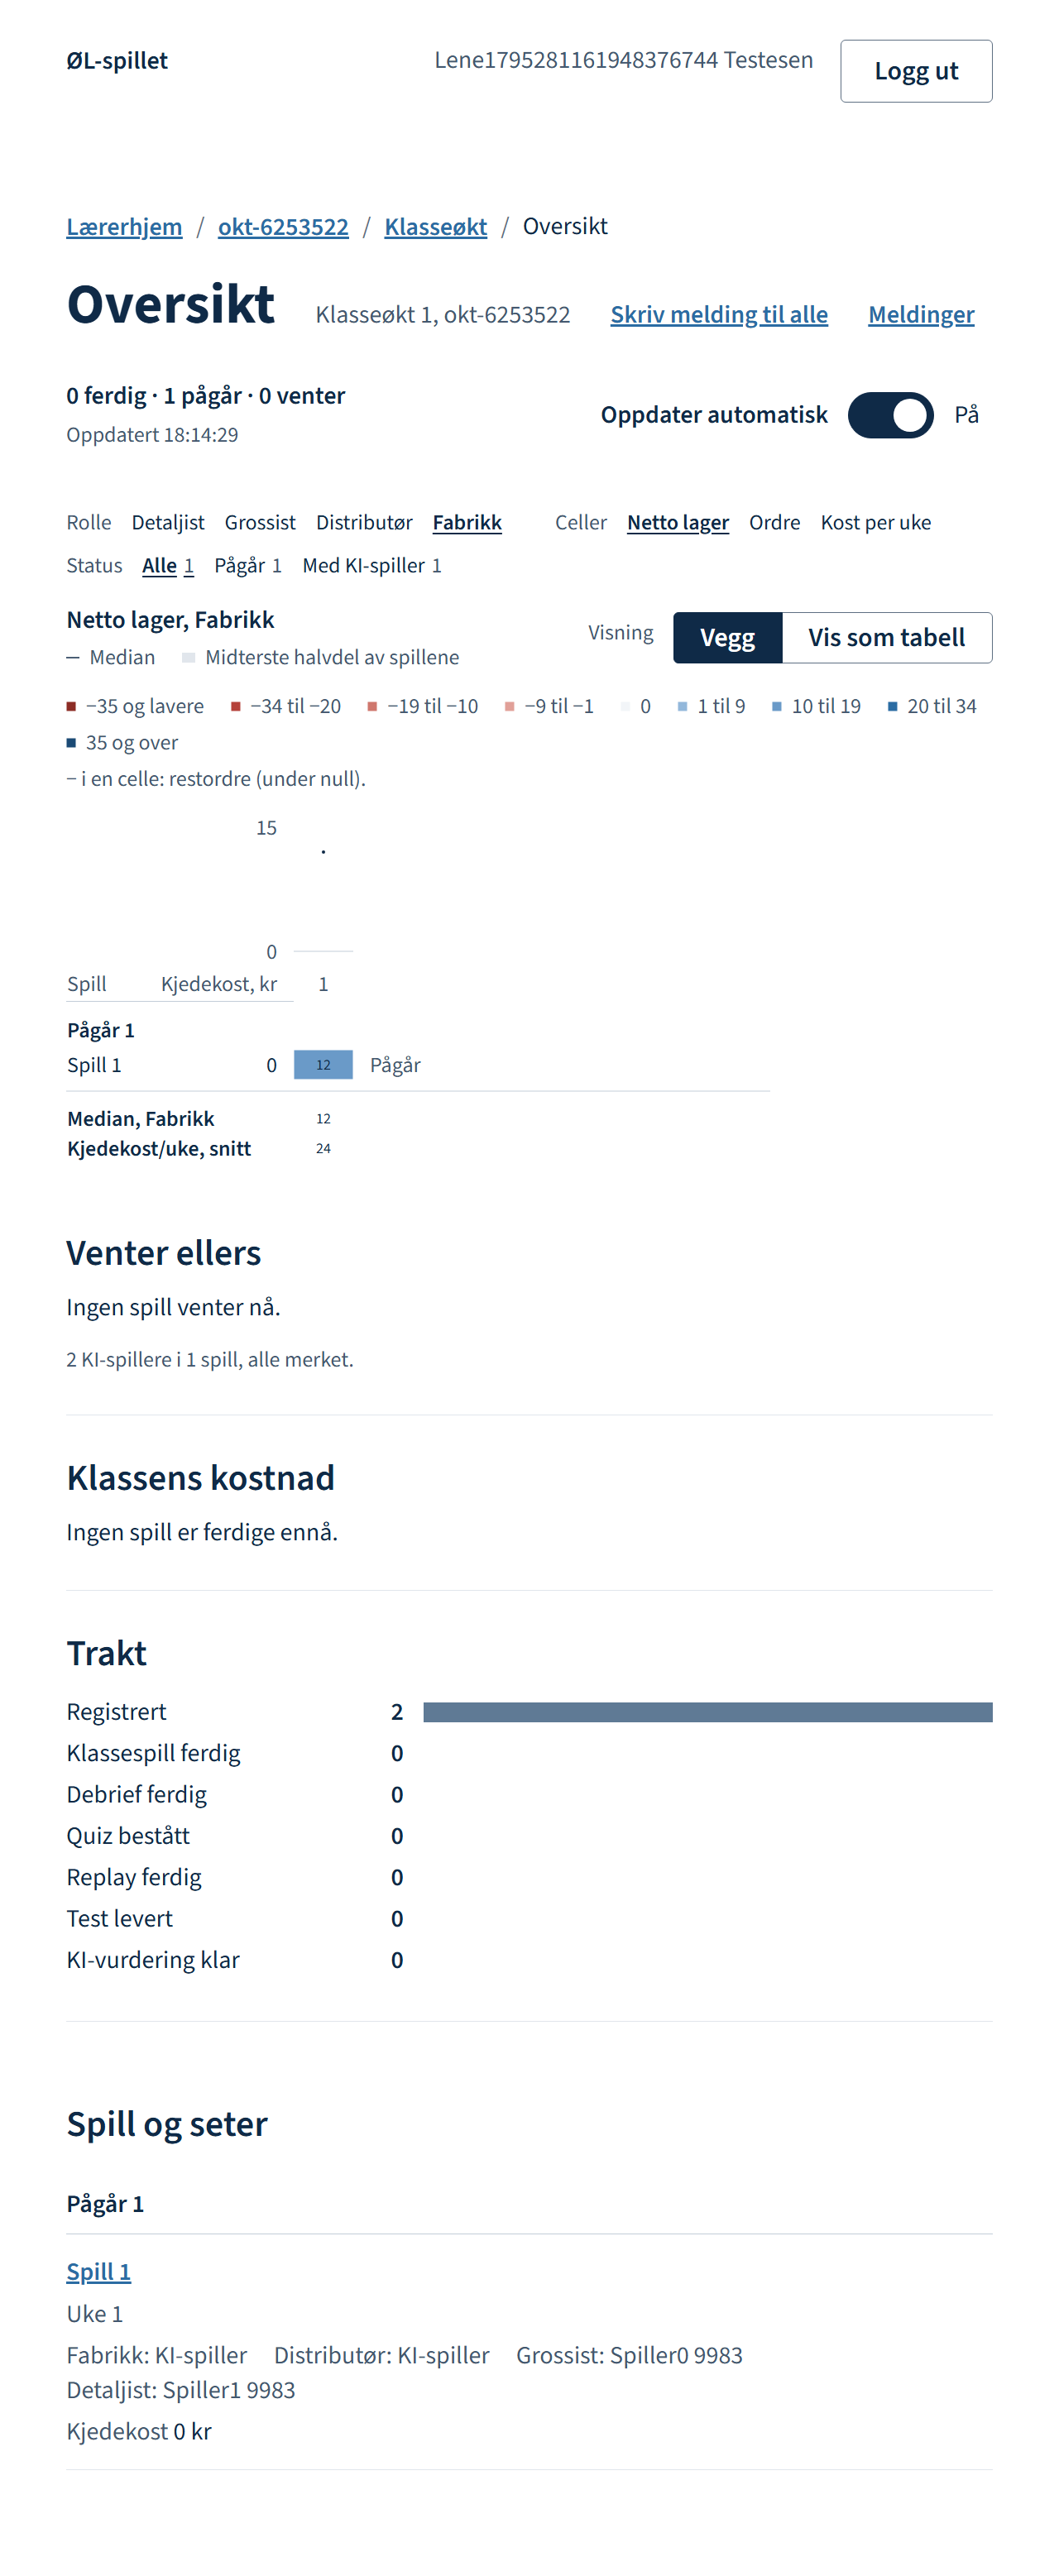 ØL-spillet
Lene1795281161948376744 Testesen
Logg ut
Lærerhjem / okt-6253522 / Klasseøkt / Oversikt
Oversikt Klasseøkt 1, okt-6253522 Skriv melding til alle Meldinger
0 ferdig · 1 pågår · 0 venter
Oppdatert 18:14:29
Oppdater automatisk På
Rolle Detaljist Grossist Distributør Fabrikk Celler Netto lager Ordre Kost per uke
Status Alle 1 Pågår 1 Med KI-spiller 1
Netto lager, Fabrikk
Median Midterste halvdel av spillene
Visning Vegg Vis som tabell
−35 og lavere −34 til −20 −19 til −10 −9 til −1 0 1 til 9 10 til 19 20 til 34
35 og over
− i en celle: restordre (under null).
15
0
Spill Kjedekost, kr 1
Pågår 1
Spill 1 0 12 Pågår
Median, Fabrikk 12
Kjedekost/uke, snitt 24
Venter ellers
Ingen spill venter nå.
2 KI-spillere i 1 spill, alle merket.
Klassens kostnad
Ingen spill er ferdige ennå.
Trakt
Registrert 2
Klassespill ferdig 0
Debrief ferdig 0
Quiz bestått 0
Replay ferdig 0
Test levert 0
KI-vurdering klar 0
Spill og seter
Pågår 1
Spill 1
Uke 1
Fabrikk: KI-spiller Distributør: KI-spiller Grossist: Spiller0 9983
Detaljist: Spiller1 9983
Kjedekost 0 kr